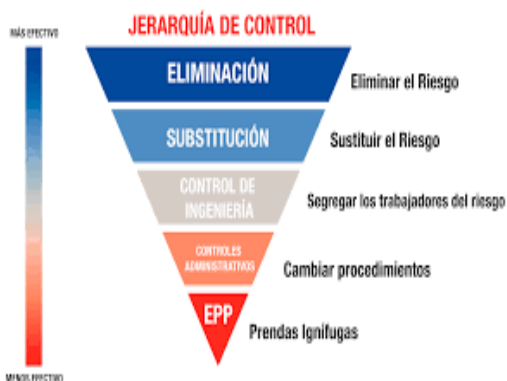 JERARQUÍA DE CONTROL
MÁS EFECTIVO
ELIMINACIÓN
Eliminar el Riesgo
SUBSTITUCIÓN
Sustituir el Riesgo
CONTROL DE
INGENIERÍA
Segregar los trabajadores del riesgo
CONTROLES
ADMINISTRATIVOS
Cambiar procedimientos
EPP
Prendas Ignifugas
MENOS EFECTIVO